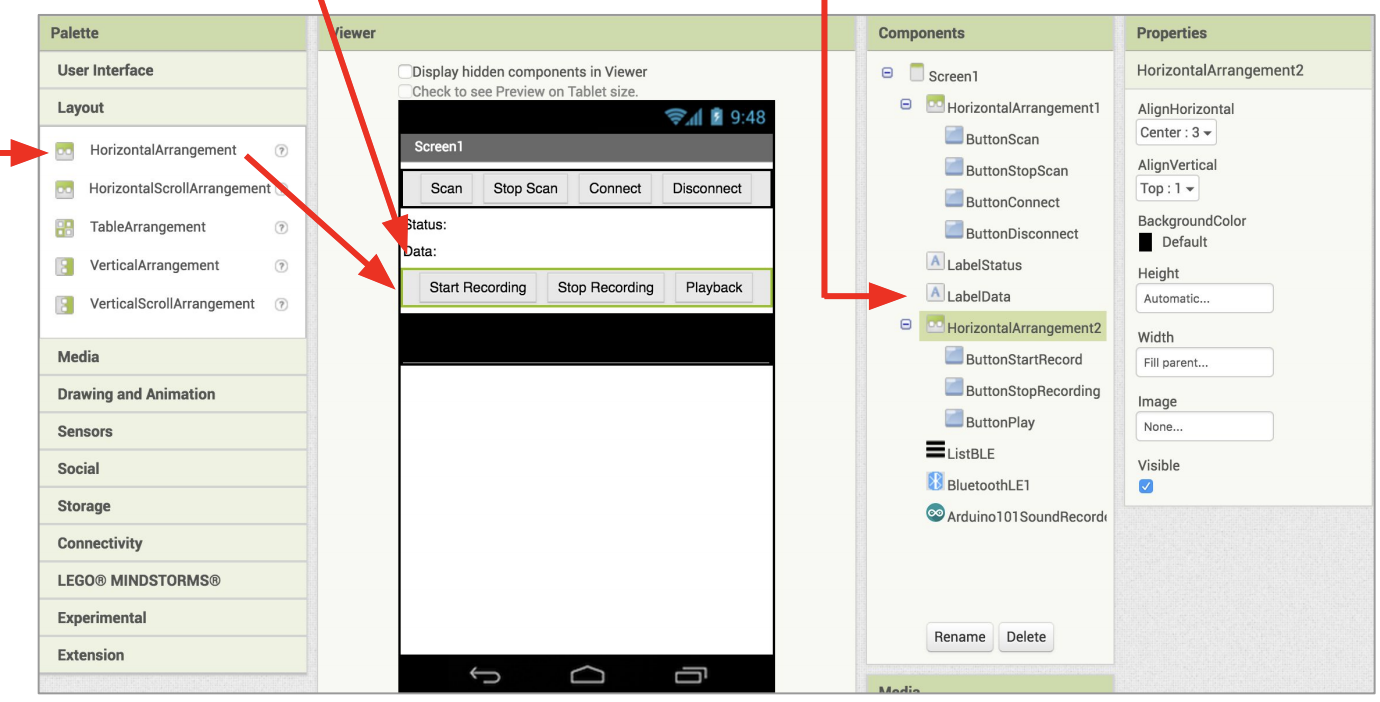 Palette
User Interface
Layout
HorizontalArrangement ?
HorizontalScrollArrangement ?
TableArrangement ?
VerticalArrangement ?
VerticalScrollArrangement ?
Media
Drawing and Animation
Sensors
Social
Storage
Connectivity
LEGO® MINDSTORMS®
Experimental
Extension
Viewer
Display hidden components in Viewer
Check to see Preview on Tablet size.
9:48
Screen1
Scan Stop Scan Connect Disconnect
Status:
Data:
Start Recording Stop Recording Playback
Components
Screen1
HorizontalArrangement1
ButtonScan
ButtonStopScan
ButtonConnect
ButtonDisconnect
A LabelStatus
A LabelData
HorizontalArrangement2
ButtonStartRecord
ButtonStopRecording
ButtonPlay
ListBLE
BluetoothLE1
Arduino101SoundRecorde
Rename Delete
Media
Properties
HorizontalArrangement2
AlignHorizontal
Center : 3
AlignVertical
Top : 1
BackgroundColor
Default
Height
Automatic...
Width
Fill parent...
Image
None...
Visible